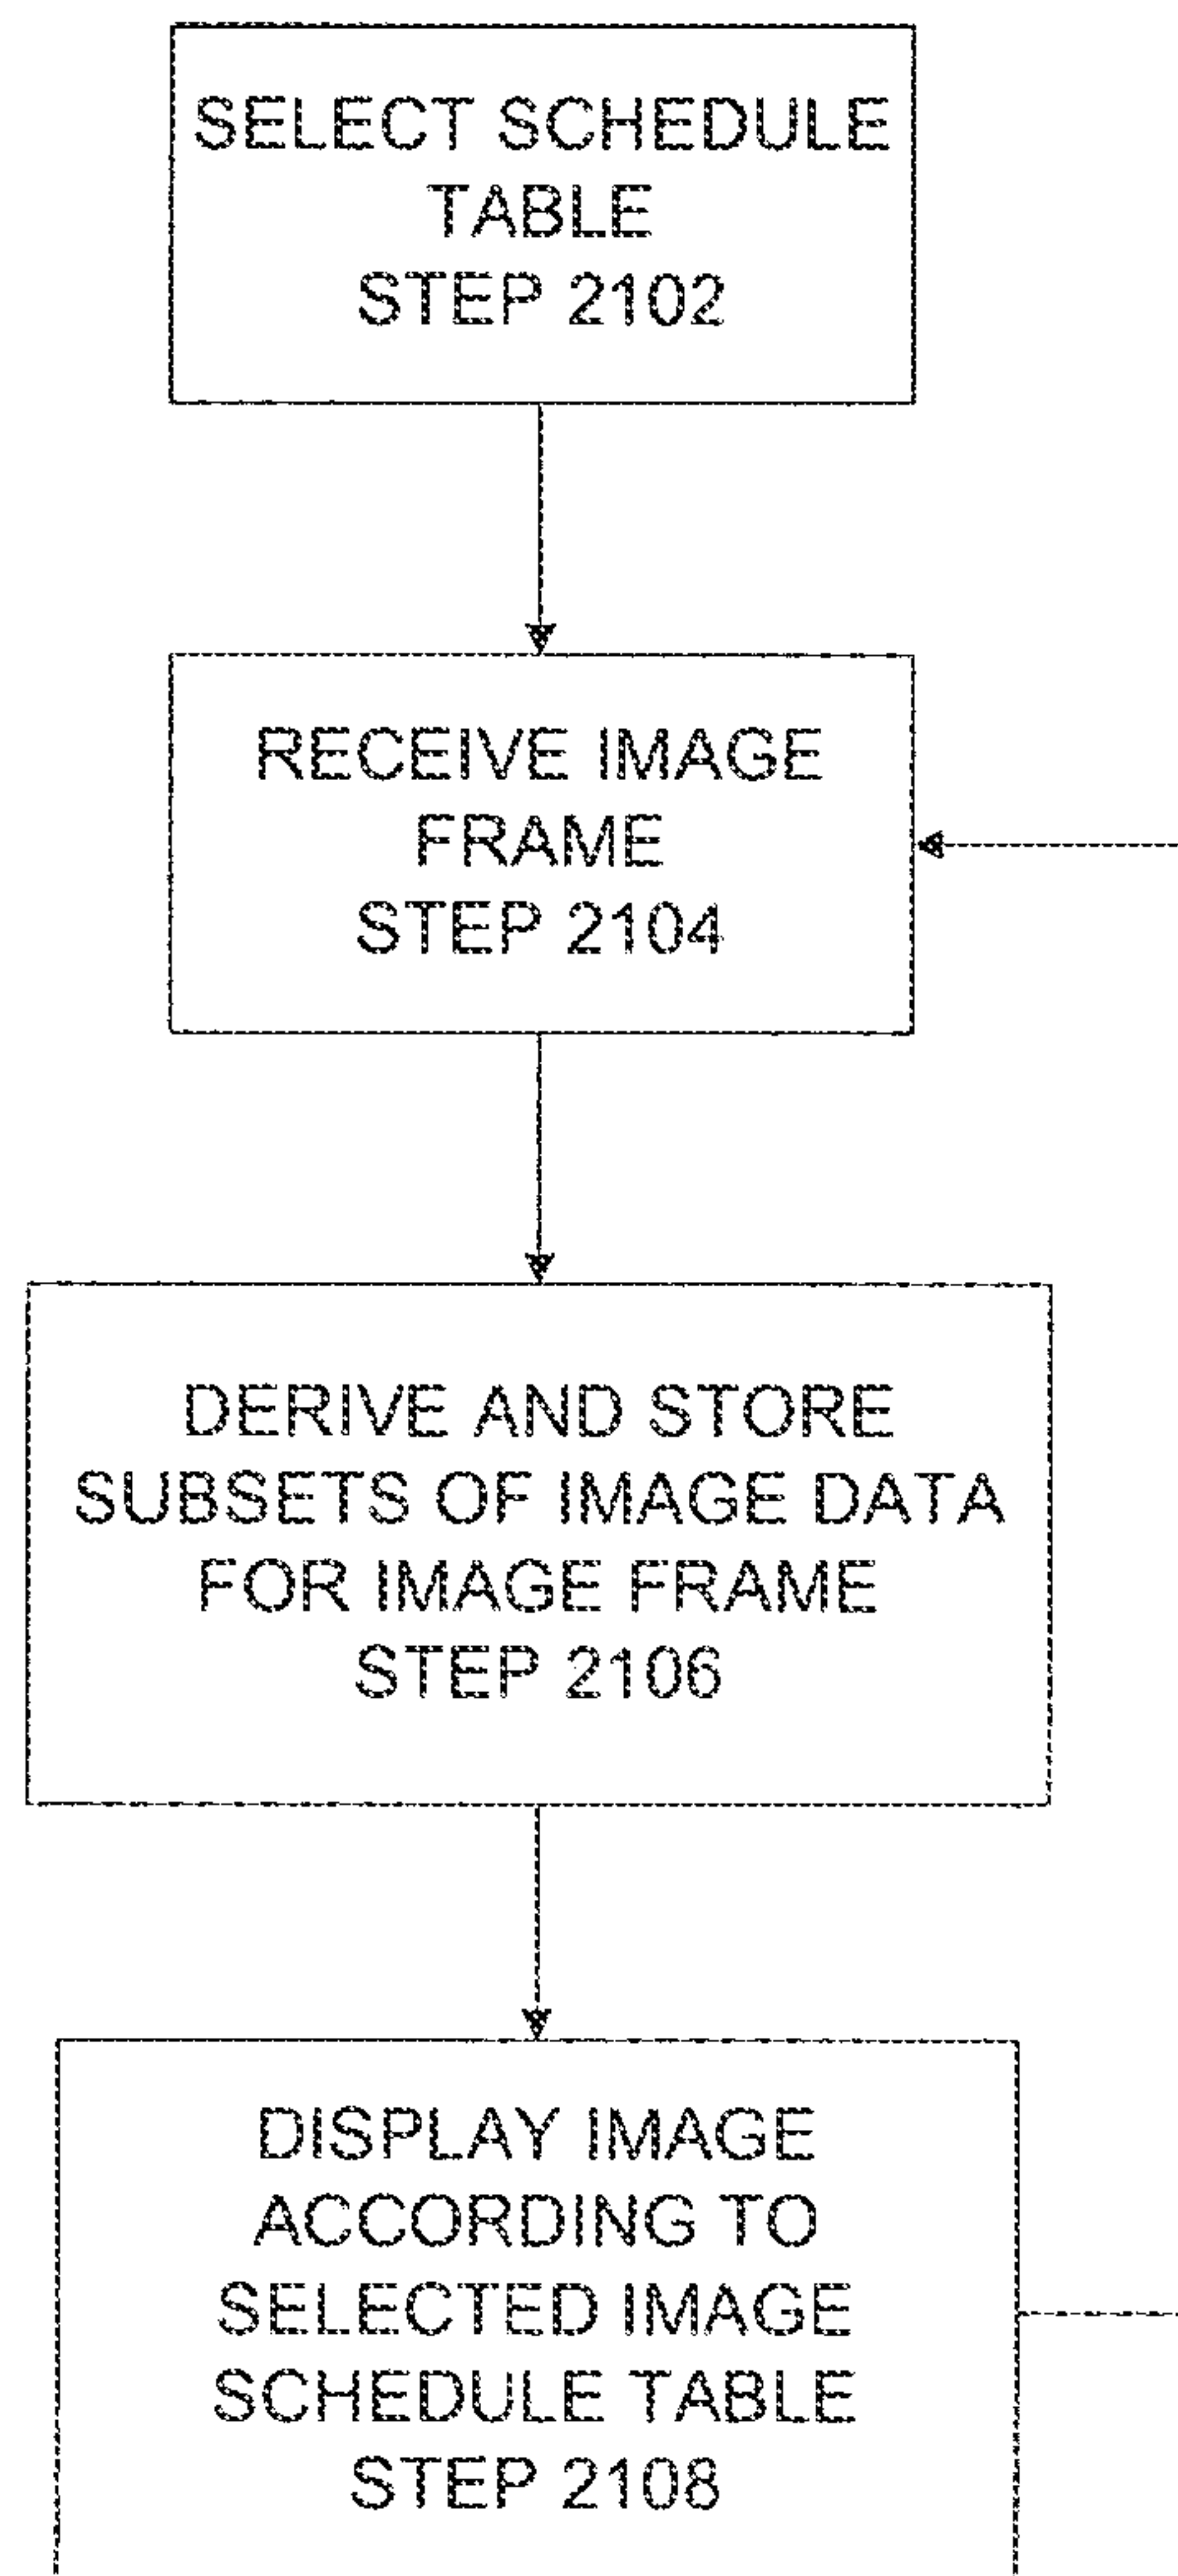 SELECT SCHEDULE
TABLE
STEP 2102
RECEIVE IMAGE
FRAME
STEP 2104
DERIVE AND STORE
SUBSETS OF IMAGE DATA
FOR IMAGE FRAME
STEP 2106
DISPLAY IMAGE
ACCORDING TO
SELECTED IMAGE
SCHEDULE TABLE
STEP 2108